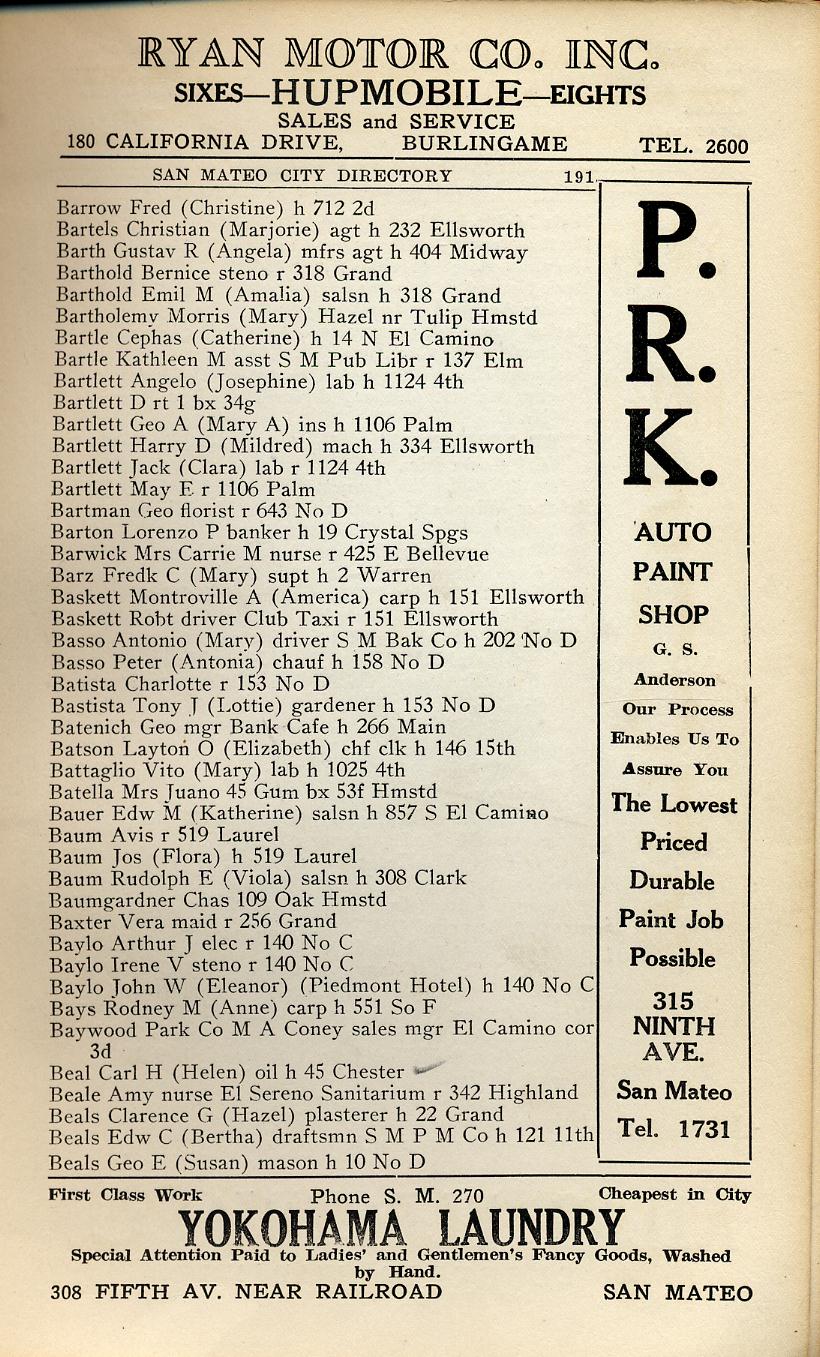 RYAN MOTOR CO. INC.
SIXES—HUPMOBILE—EIGHTS
SALES and SERVICE
180 CALIFORNIA DRIVE, BURLINGAME TEL. 2600
SAN MATEO CITY DIRECTORY 191
Barrow Fred (Christine) h 712 2d
Bartels Christian (Marjorie) agt h 232 Ellsworth
Barth Gustav R (Angela) mfrs agt h 404 Midway
Barthold Bernice steno r 318 Grand
Barthold Emil M (Amalia) salsn h 318 Grand
Bartholemy Morris (Mary) Hazel nr Tulip Hmstd
Bartle Cephas (Catherine) h 14 N El Camino
Bartle Kathleen M asst S M Pub Libr r 137 Elm
Bartlett Angelo (Josephine) lab h 1124 4th
Bartlett D rt 1 bx 34g
Bartlett Geo A (Mary A) ins h 1106 Palm
Bartlett Harry D (Mildred) mach h 334 Ellsworth
Bartlett Jack (Clara) lab r 1124 4th
Bartlett May E r 1106 Palm
Bartman Geo florist r 643 No D
Barton Lorenzo P banker h 19 Crystal Spgs
Barwick Mrs Carrie M nurse r 425 E Bellevue
Barz Fredk C (Mary) supt h 2 Warren
Baskett Montroville A (America) carp h 151 Ellsworth
Baskett Robt driver Club Taxi r 151 Ellsworth
Basso Antonio (Mary) driver S M Bak Co h 202 No D
Basso Peter (Antonia) chauf h 158 No D
Batista Charlotte r 153 No D
Bastista Tony J (Lottie) gardener h 153 No D
Batenich Geo mgr Bank Cafe h 266 Main
Batson Layton O (Elizabeth) chf clk h 146 15th
Battaglio Vito (Mary) lab h 1025 4th
Batella Mrs Juano 45 Gum bx 53f Hmstd
Bauer Edw M (Katherine) salsn h 857 S El Camino
Baum Avis r 519 Laurel
Baum Jos (Flora) h 519 Laurel
Baum Rudolph E (Viola) salsn h 308 Clark
Baumgardner Chas 109 Oak Hmstd
Baxter Vera maid r 256 Grand
Baylo Arthur J elec r 140 No C
Baylo Irene V steno r 140 No C
Baylo John W (Eleanor) (Piedmont Hotel) h 140 No C
Bays Rodney M (Anne) carp h 551 So F
Baywood Park Co M A Coney sales mgr El Camino cor
3d
Beal Carl H (Helen) oil h 45 Chester
Beale Amy nurse El Sereno Sanitarium r 342 Highland
Beals Clarence G (Hazel) plasterer h 22 Grand
Beals Edw C (Bertha) draftsmn S M P M Co h 121 11th
Beals Geo E (Susan) mason h 10 No D
P.
R.
K.
AUTO
PAINT
SHOP
G. S.
Anderson
Our Process
Enables Us To
Assure You
The Lowest
Priced
Durable
Paint Job
Possible
315
NINTH
AVE.
San Mateo
Tel. 1731
First Class Work Phone S. M. 270 Cheapest in City
YOKOHAMA LAUNDRY
Special Attention Paid to Ladies' and Gentlemen's Fancy Goods, Washed
by Hand.
308 FIFTH AV. NEAR RAILROAD SAN MATEO